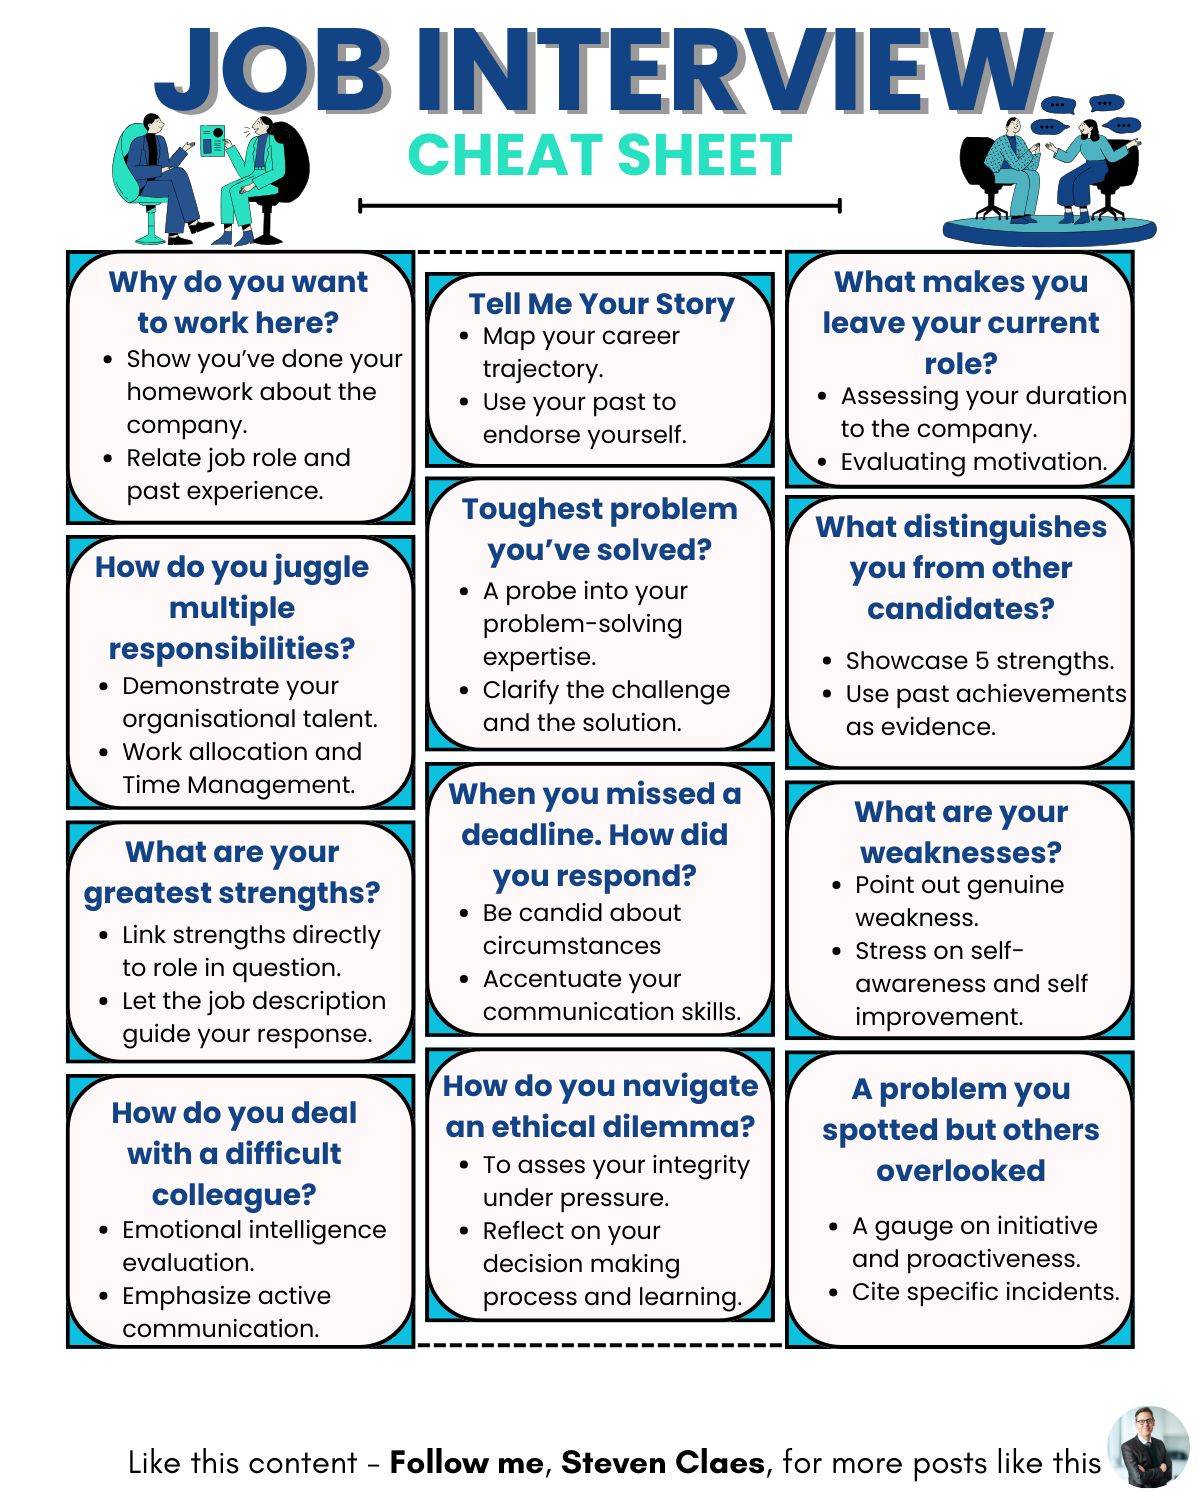 JOB INTERVIEW
CHEAT SHEET
Why do you want
to work here?
• Show you’ve done your
homework about the
company.
• Relate job role and
past experience.
How do you juggle
multiple
responsibilities?
• Demonstrate your
organisational talent.
• Work allocation and
Time Management.
What are your
greatest strengths?
• Link strengths directly
to role in question.
• Let the job description
guide your response.
How do you deal
with a difficult
colleague?
• Emotional intelligence
evaluation.
• Emphasize active
communication.
Tell Me Your Story
• Map your career
trajectory.
• Use your past to
endorse yourself.
Toughest problem
you’ve solved?
• A probe into your
problem-solving
expertise.
• Clarify the challenge
and the solution.
When you missed a
deadline. How did
you respond?
• Be candid about
circumstances
• Accentuate your
communication skills.
How do you navigate
an ethical dilemma?
• To asses your integrity
under pressure.
• Reflect on your
decision making
process and learning.
What makes you
leave your current
role?
• Assessing your duration
to the company.
• Evaluating motivation.
What distinguishes
you from other
candidates?
• Showcase 5 strengths.
• Use past achievements
as evidence.
What are your
weaknesses?
• Point out genuine
weakness.
• Stress on self-
awareness and self
improvement.
A problem you
spotted but others
overlooked
• A gauge on initiative
and proactiveness.
• Cite specific incidents.
Like this content – Follow me, Steven Claes, for more posts like this